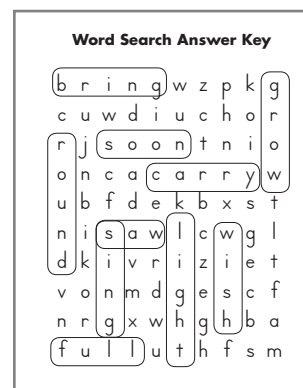 Word Search Answer Key
b r i n g w z p k g
c u w d i u c h o r
r j s o o n t n i o
o n c a c a r r y w
u b f d e k b x s t
n i s a w l c w g l
d k i v r i z i e t
v o n m d g e s c f
n r g x w h g h b a
f u l l u t h f s m